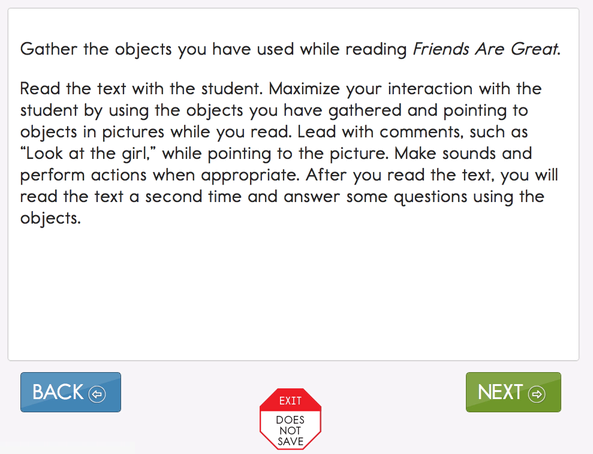 Gather the objects you have used while reading Friends Are Great.
Read the text with the student. Maximize your interaction with the
student by using the objects you have gathered and pointing to
objects in pictures while you read. Lead with comments, such as
“Look at the girl,” while pointing to the picture. Make sounds and
perform actions when appropriate. After you read the text, you will
read the text a second time and answer some questions using the
objects.
BACK
NEXT
EXIT
DOES
NOT
SAVE